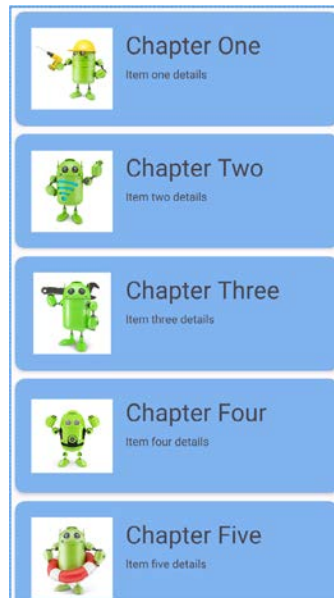 Chapter One
Item one details
Chapter Two
Item two details
Chapter Three
Item three details
Chapter Four
Item four details
Chapter Five
Item five details